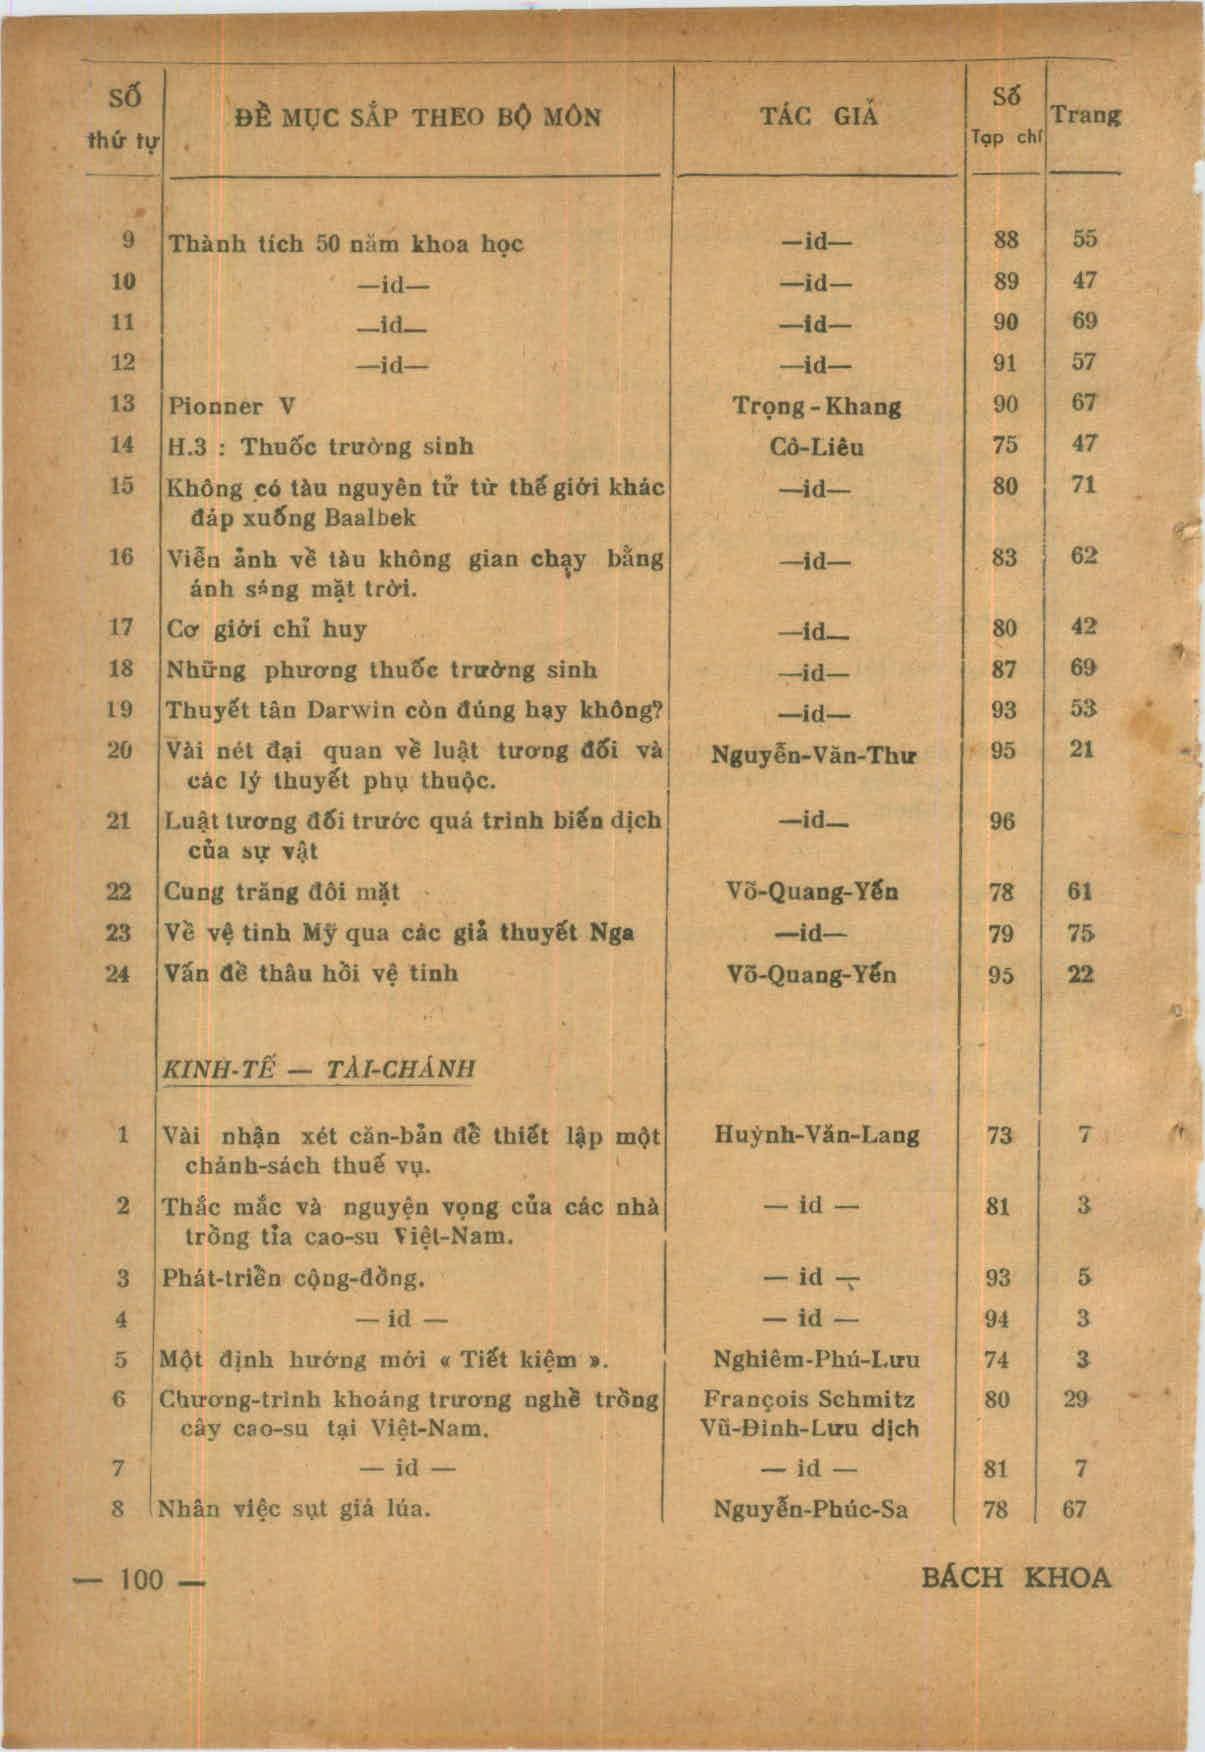 Số thứ tự | ĐỀ MỤC SẮP THEO BỘ MÔN | TÁC GIẢ | Số Tạp chí | Trang
9 Thành tích 50 năm khoa học —id— 88 55
10 —id— —id— 89 47
11 —id— —id— 90 69
12 —id— —id— 91 57
13 Pionner V Trọng-Khang 90 67
14 H.3 : Thuốc trường sinh Cô-Liêu 75 47
15 Không có tàu nguyên tử từ thế giới khác —id— 80 71
đáp xuống Baalbek
16 Viễn ảnh về tàu không gian chạy bằng —id— 83 62
ánh sáng mặt trời.
17 Cơ giới chỉ huy —id— 80 42
18 Những phương thuốc trường sinh —id— 87 69
19 Thuyết tân Darwin còn đúng hay không? —id— 93 53
20 Vài nét đại quan về luật tương đối và Nguyễn-Văn-Thư 95 21
các lý thuyết phụ thuộc.
21 Luật tương đối trước quá trình biến dịch —id— 96
của sự vật
22 Cung trăng đôi mặt Võ-Quang-Yến 78 61
23 Về vệ tinh Mỹ qua các giả thuyết Nga —id— 79 75
24 Vấn đề thâu hồi vệ tinh Võ-Quang-Yến 95 22
KINH-TẾ — TÀI-CHÁNH
1 Vài nhận xét căn-bản để thiết lập một Huỳnh-Văn-Lang 73 7
chánh-sách thuế vụ.
2 Thắc mắc và nguyện vọng của các nhà — id — 81 3
trồng tỉa cao-su Việt-Nam.
3 Phát-triển cộng-đồng. — id — 93 5
4 — id — — id — 94 3
5 Một định hướng mới « Tiết kiệm ». Nghiêm-Phú-Lưu 74 3
6 Chương-trình khoáng trương nghề trồng François Schmitz 80 29
cây cao-su tại Việt-Nam. Vũ-Đình-Lưu dịch
7 — id — — id — 81 7
8 Nhân việc sụt giá lúa. Nguyễn-Phúc-Sa 78 67
— 100 — BÁCH KHOA